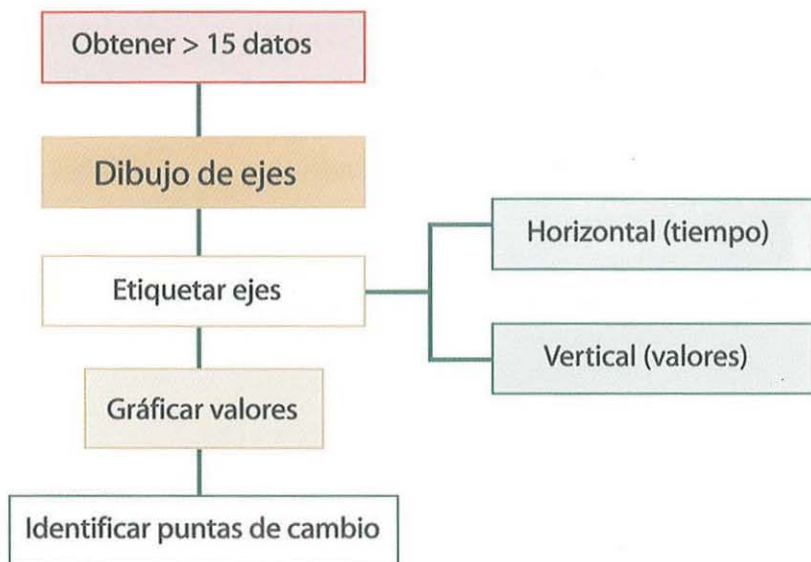 Obtener > 15 datos
Dibujo de ejes
Etiquetar ejes
Horizontal (tiempo)
Vertical (valores)
Gráficar valores
Identificar puntas de cambio